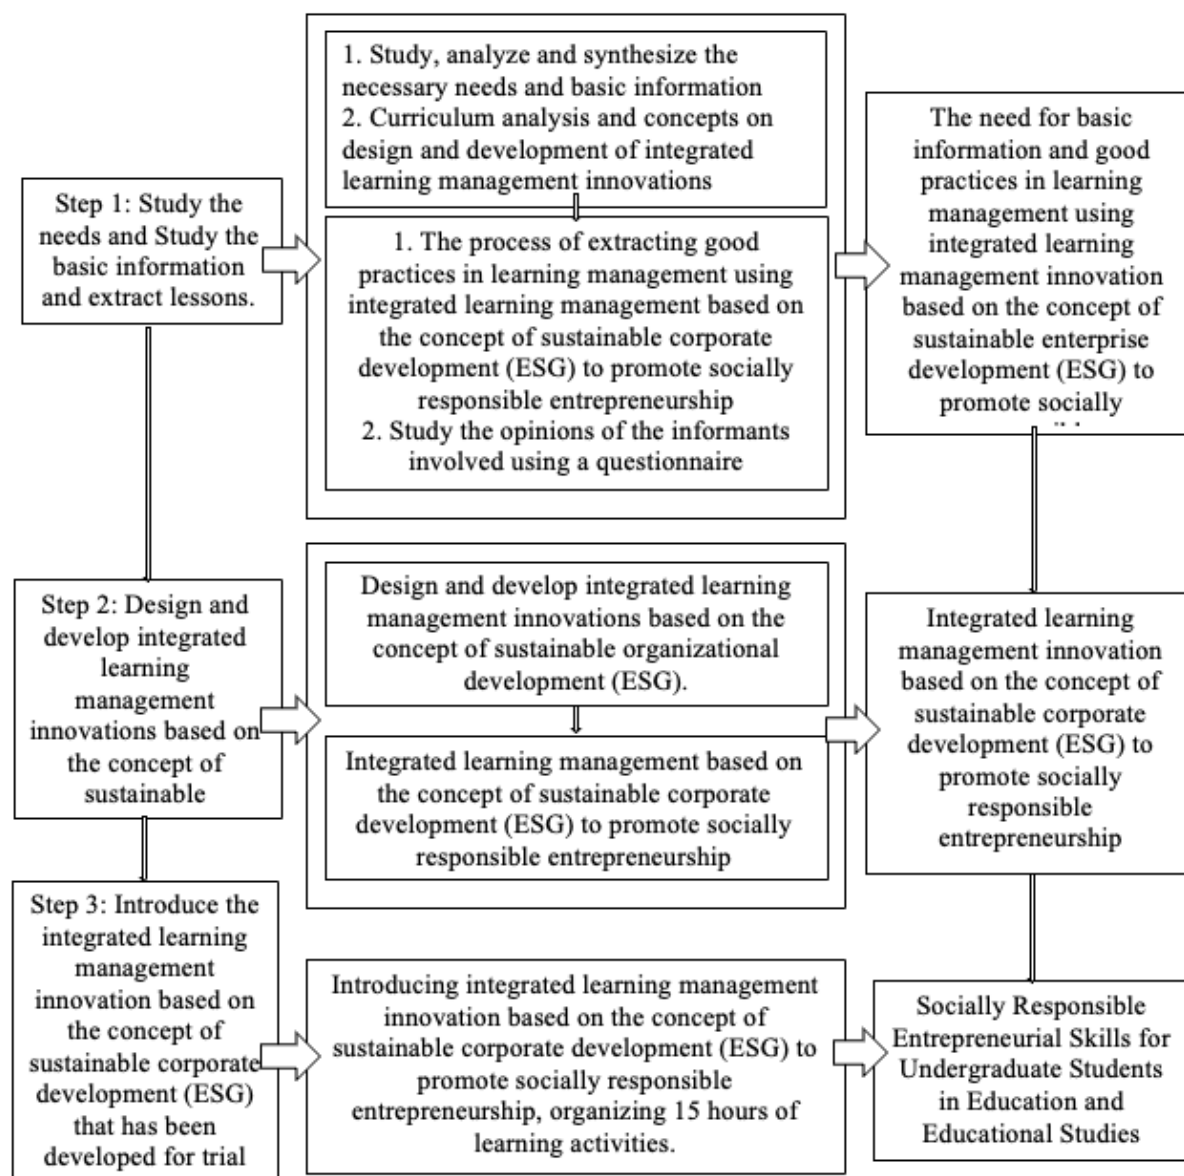 Step 1: Study the
needs and Study the
basic information
and extract lessons.
1. Study, analyze and synthesize the
necessary needs and basic information
2. Curriculum analysis and concepts on
design and development of integrated
learning management innovations
1. The process of extracting good
practices in learning management using
integrated learning management based on
the concept of sustainable corporate
development (ESG) to promote socially
responsible entrepreneurship
2. Study the opinions of the informants
involved using a questionnaire
The need for basic
information and good
practices in learning
management using
integrated learning
management innovation
based on the concept of
sustainable enterprise
development (ESG) to
promote socially
Step 2: Design and
develop integrated
learning
management
innovations based on
the concept of
sustainable
Design and develop integrated learning
management innovations based on the
concept of sustainable organizational
development (ESG).
Integrated learning management based on
the concept of sustainable corporate
development (ESG) to promote socially
responsible entrepreneurship
Integrated learning
management innovation
based on the concept of
sustainable corporate
development (ESG) to
promote socially
responsible
entrepreneurship
Step 3: Introduce the
integrated learning
management
innovation based on
the concept of
sustainable corporate
development (ESG)
that has been
developed for trial
Introducing integrated learning management
innovation based on the concept of
sustainable corporate development (ESG) to
promote socially responsible
entrepreneurship, organizing 15 hours of
learning activities.
Socially Responsible
Entrepreneurial Skills for
Undergraduate Students
in Education and
Educational Studies